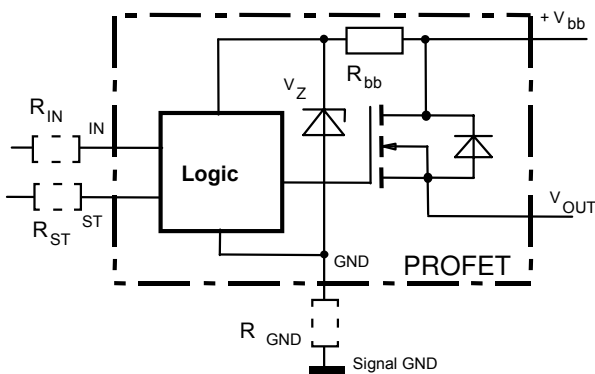 + V bb
R bb
V Z
R IN
IN
Logic
R ST
ST
V OUT
GND
PROFET
R GND
Signal GND